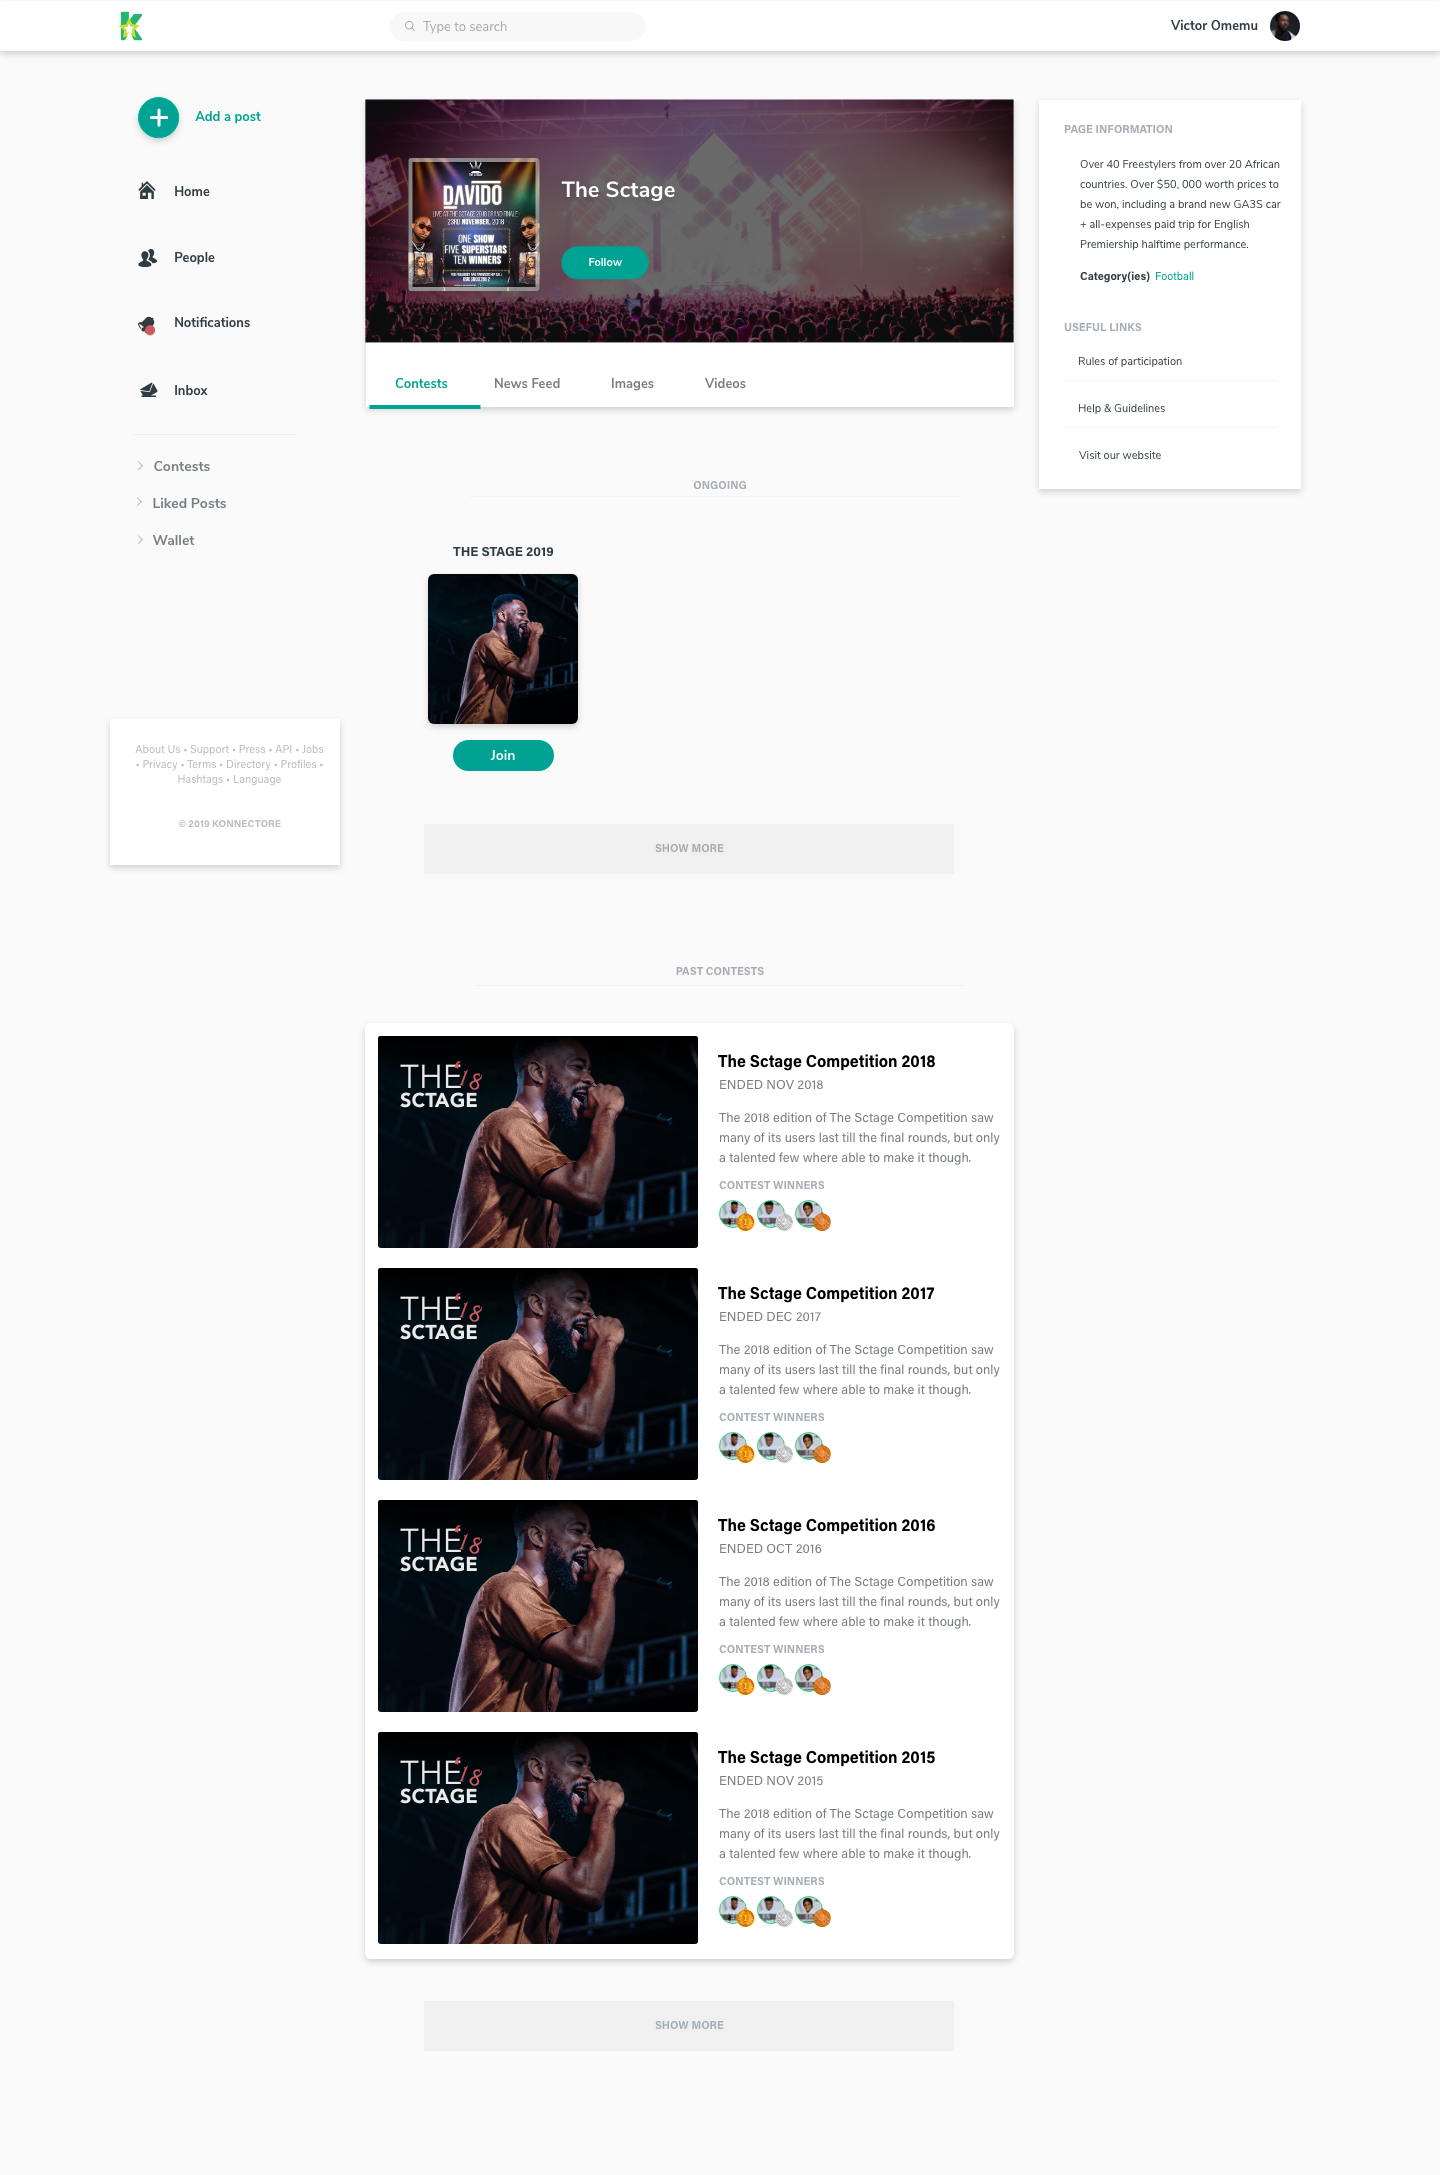 K
Type to search
Victor Omemu
Add a post
Home
People
Notifications
Inbox
Contests
Liked Posts
Wallet
About Us • Support • Press • API • Jobs
• Privacy • Terms • Directory • Profiles •
Hashtags • Language
© 2019 KONNECTORE
DAVIDO
LIVE AT THE SCTAGE 2018 GRAND FINALE
23RD NOVEMBER, 2018
ONE SHOW
FIVE SUPERSTARS
TEN WINNERS
The Sctage
Follow
Contests
News Feed
Images
Videos
ONGOING
THE STAGE 2019
Join
SHOW MORE
PAST CONTESTS
THE '18
SCTAGE
The Sctage Competition 2018
ENDED NOV 2018
The 2018 edition of The Sctage Competition saw
many of its users last till the final rounds, but only
a talented few where able to make it though.
CONTEST WINNERS
THE '18
SCTAGE
The Sctage Competition 2017
ENDED DEC 2017
The 2018 edition of The Sctage Competition saw
many of its users last till the final rounds, but only
a talented few where able to make it though.
CONTEST WINNERS
THE '18
SCTAGE
The Sctage Competition 2016
ENDED OCT 2016
The 2018 edition of The Sctage Competition saw
many of its users last till the final rounds, but only
a talented few where able to make it though.
CONTEST WINNERS
THE '18
SCTAGE
The Sctage Competition 2015
ENDED NOV 2015
The 2018 edition of The Sctage Competition saw
many of its users last till the final rounds, but only
a talented few where able to make it though.
CONTEST WINNERS
SHOW MORE
PAGE INFORMATION
Over 40 Freestylers from over 20 African
countries. Over $50, 000 worth prices to
be won, including a brand new GA3S car
+ all-expenses paid trip for English
Premiership halftime performance.
Category(ies) Football
USEFUL LINKS
Rules of participation
Help & Guidelines
Visit our website